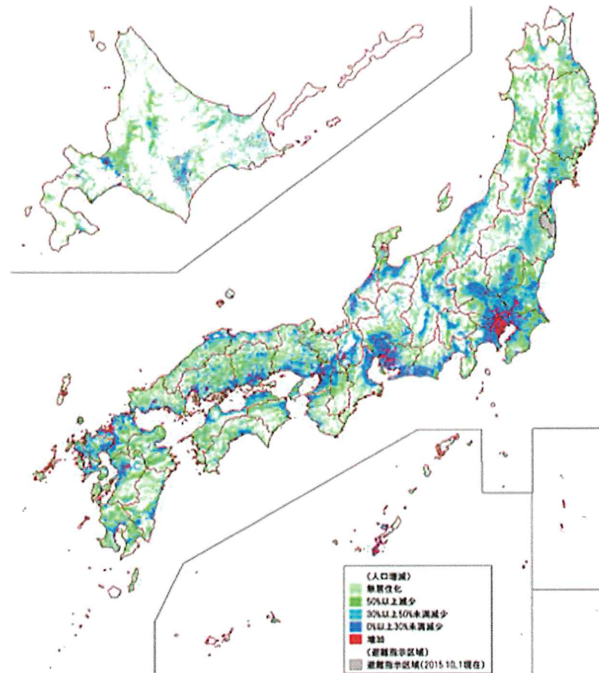 (人口増減)
無居住化
50%以上減少
30%以上50%未満減少
0%以上30%未満減少
増加
(避難指示区域)
避難指示区域(2015.10.1現在)